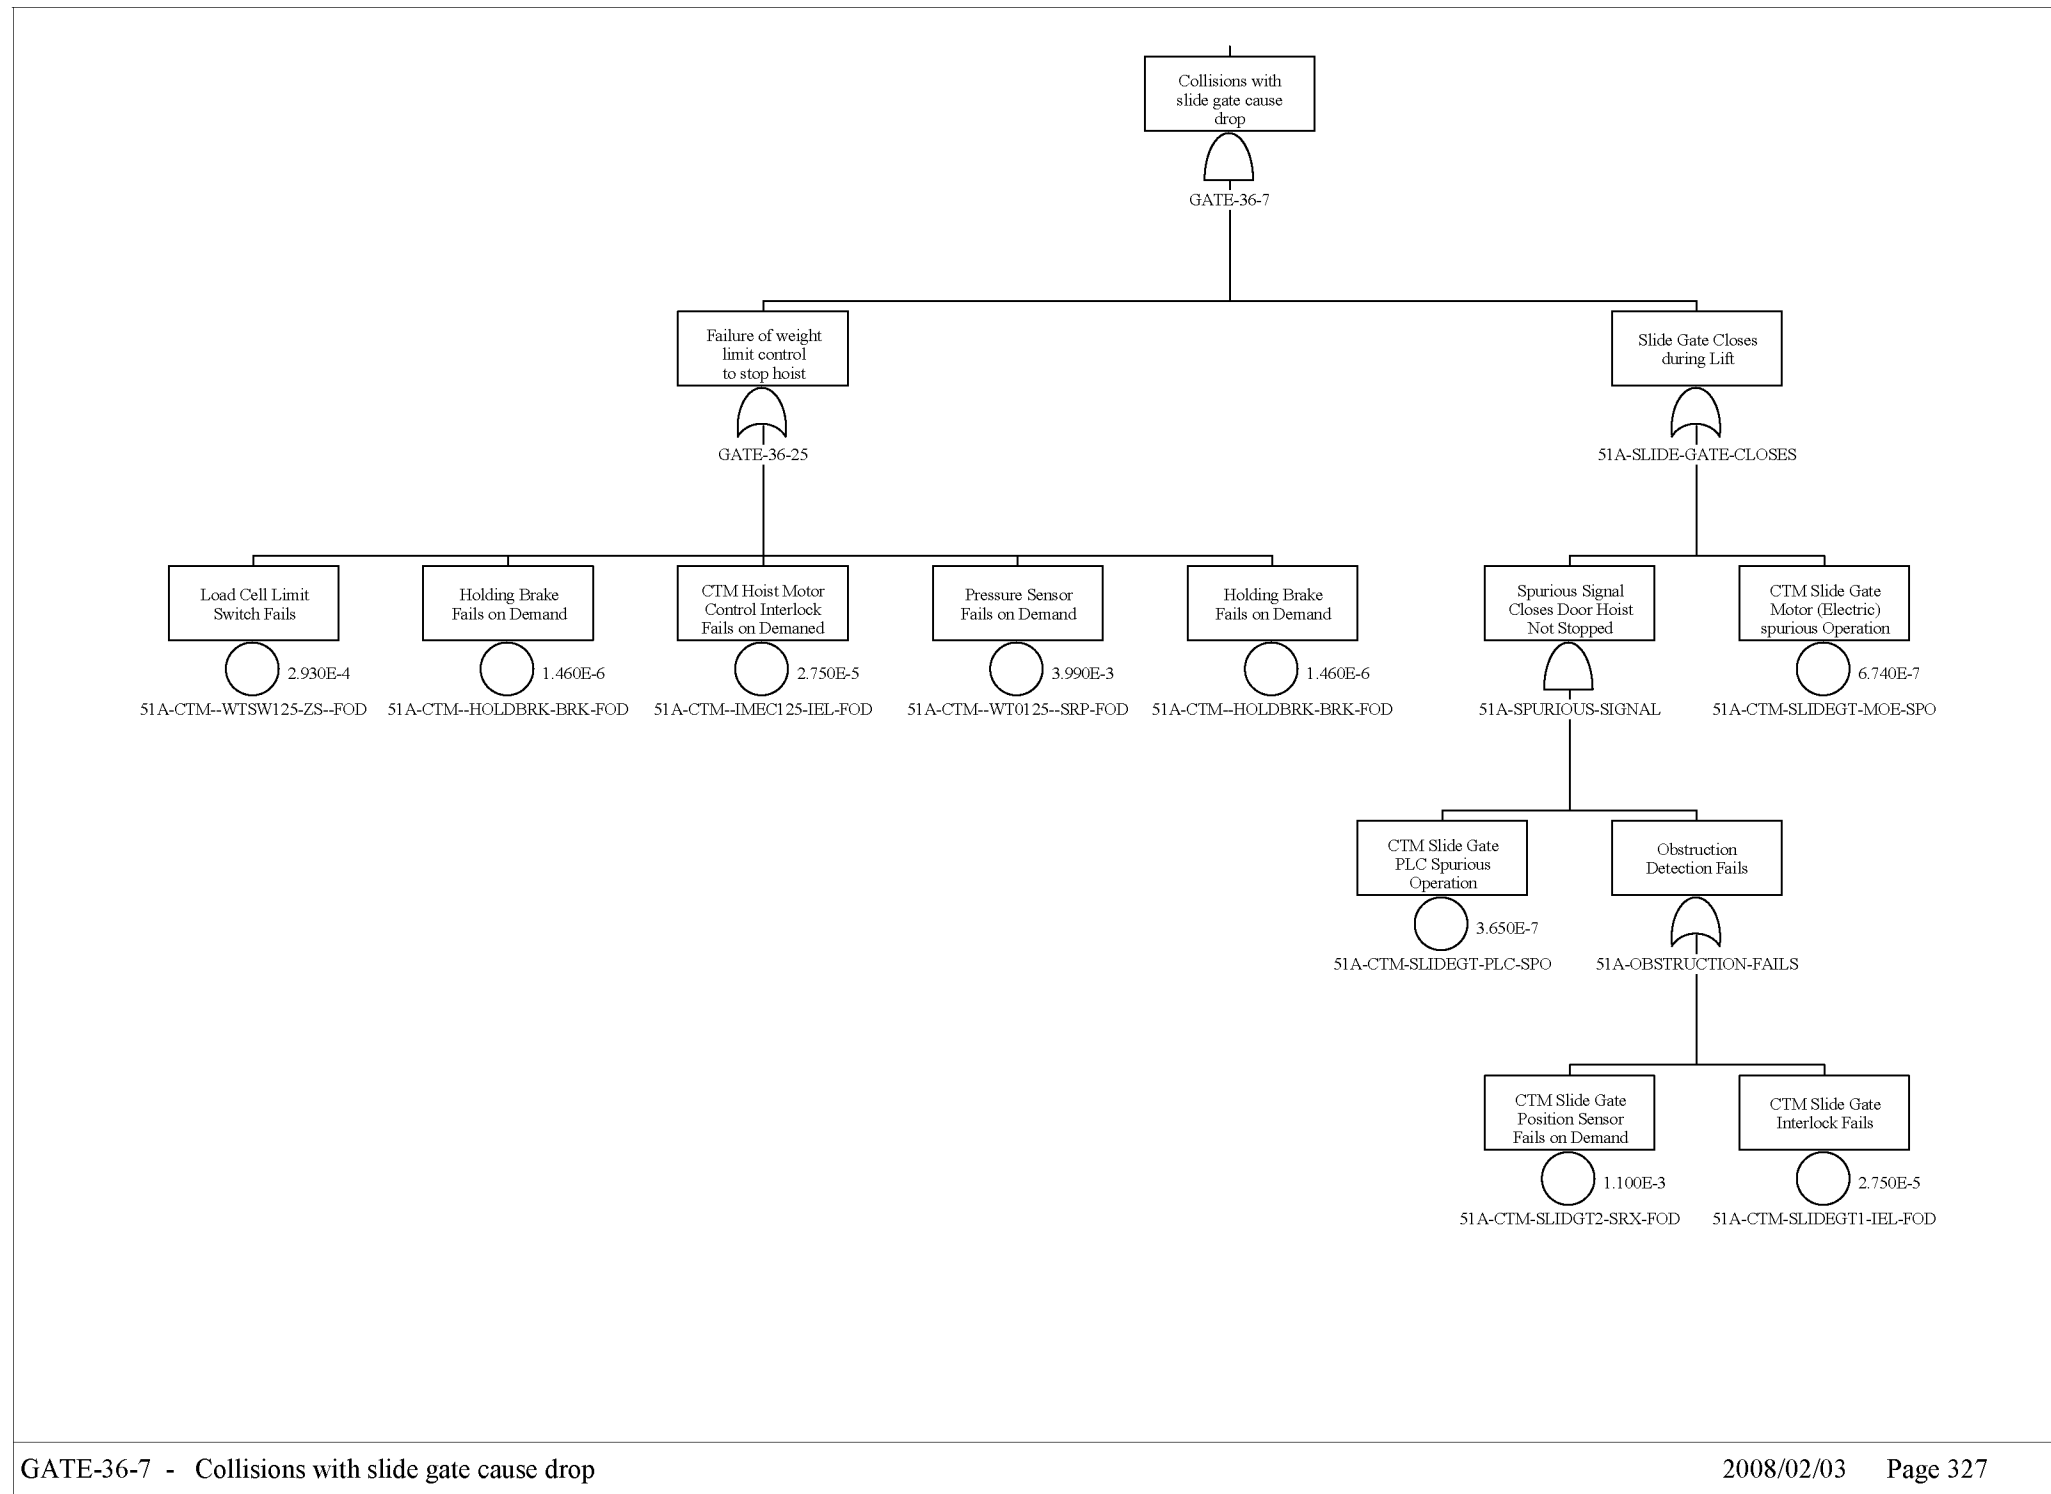 Collisions with
slide gate cause
drop
GATE-36-7
Failure of weight
limit control
to stop hoist
GATE-36-25
Slide Gate Closes
during Lift
51A-SLIDE-GATE-CLOSES
Load Cell Limit
Switch Fails
2.930E-4
51A-CTM--WTSW125-ZS--FOD
Holding Brake
Fails on Demand
1.460E-6
51A-CTM--HOLDBRK-BRK-FOD
CTM Hoist Motor
Control Interlock
Fails on Demaned
2.750E-5
51A-CTM--IMEC125-IEL-FOD
Pressure Sensor
Fails on Demand
3.990E-3
51A-CTM--WT0125--SRP-FOD
Holding Brake
Fails on Demand
1.460E-6
51A-CTM--HOLDBRK-BRK-FOD
Spurious Signal
Closes Door Hoist
Not Stopped
51A-SPURIOUS-SIGNAL
CTM Slide Gate
Motor (Electric)
spurious Operation
6.740E-7
51A-CTM-SLIDEGT-MOE-SPO
CTM Slide Gate
PLC Spurious
Operation
3.650E-7
51A-CTM-SLIDEGT-PLC-SPO
Obstruction
Detection Fails
51A-OBSTRUCTION-FAILS
CTM Slide Gate
Position Sensor
Fails on Demand
1.100E-3
51A-CTM-SLIDGT2-SRX-FOD
CTM Slide Gate
Interlock Fails
2.750E-5
51A-CTM-SLIDEGT1-IEL-FOD
GATE-36-7 - Collisions with slide gate cause drop
2008/02/03 Page 327